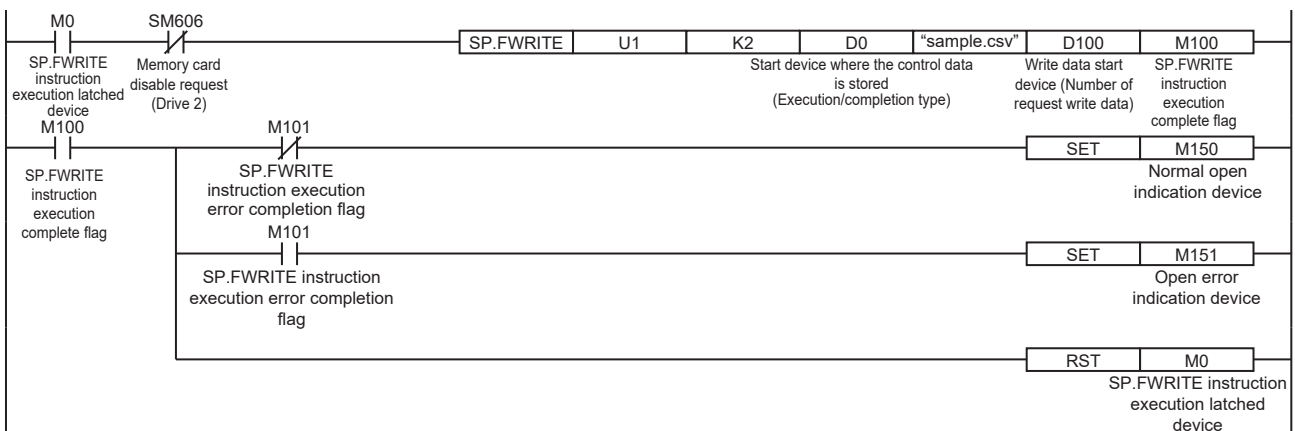 M0 SM606
SP.FWRITE U1 K2 D0 “sample.csv” D100 M100
SP.FWRITE
instruction
execution latched
device
Memory card
disable request
(Drive 2)
Start device where the control data
is stored
(Execution/completion type)
Write data start
device (Number of
request write data)
SP.FWRITE
instruction
execution
complete flag
M100 M101
SET M150
SP.FWRITE
instruction
execution
complete flag
SP.FWRITE
instruction execution
error completion flag
Normal open
indication device
M101
SET M151
SP.FWRITE instruction
execution error completion
flag
Open error
indication device
RST M0
SP.FWRITE instruction
execution latched
device